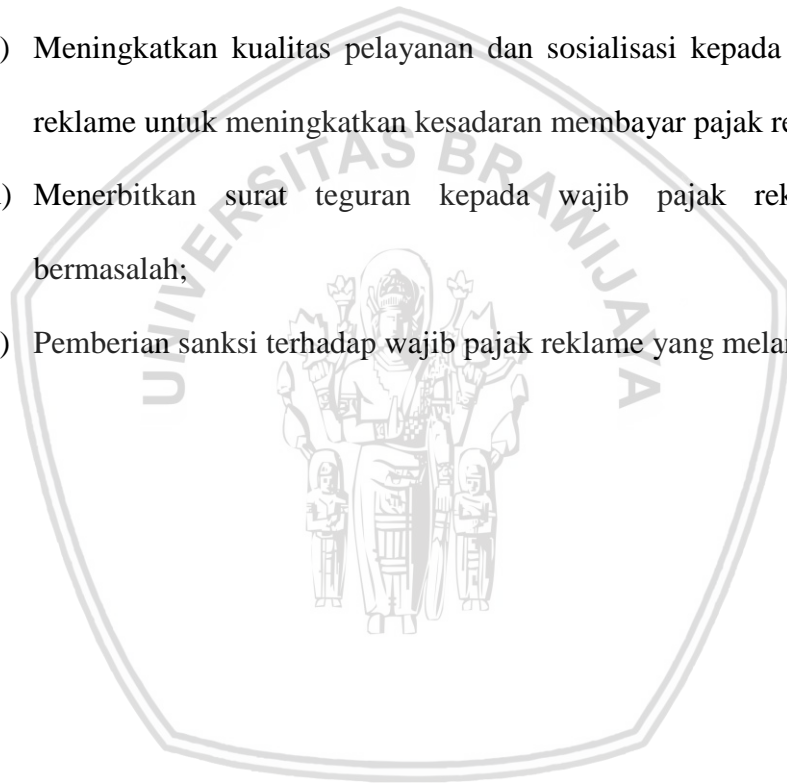 ) Meningkatkan kualitas pelayanan dan sosialisasi kepada
reklame untuk meningkatkan kesadaran membayar pajak re
) Menerbitkan surat teguran kepada wajib pajak rek
bermasalah;
) Pemberian sanksi terhadap wajib pajak reklame yang melan
UNIVERSITAS BRAWIJAYA